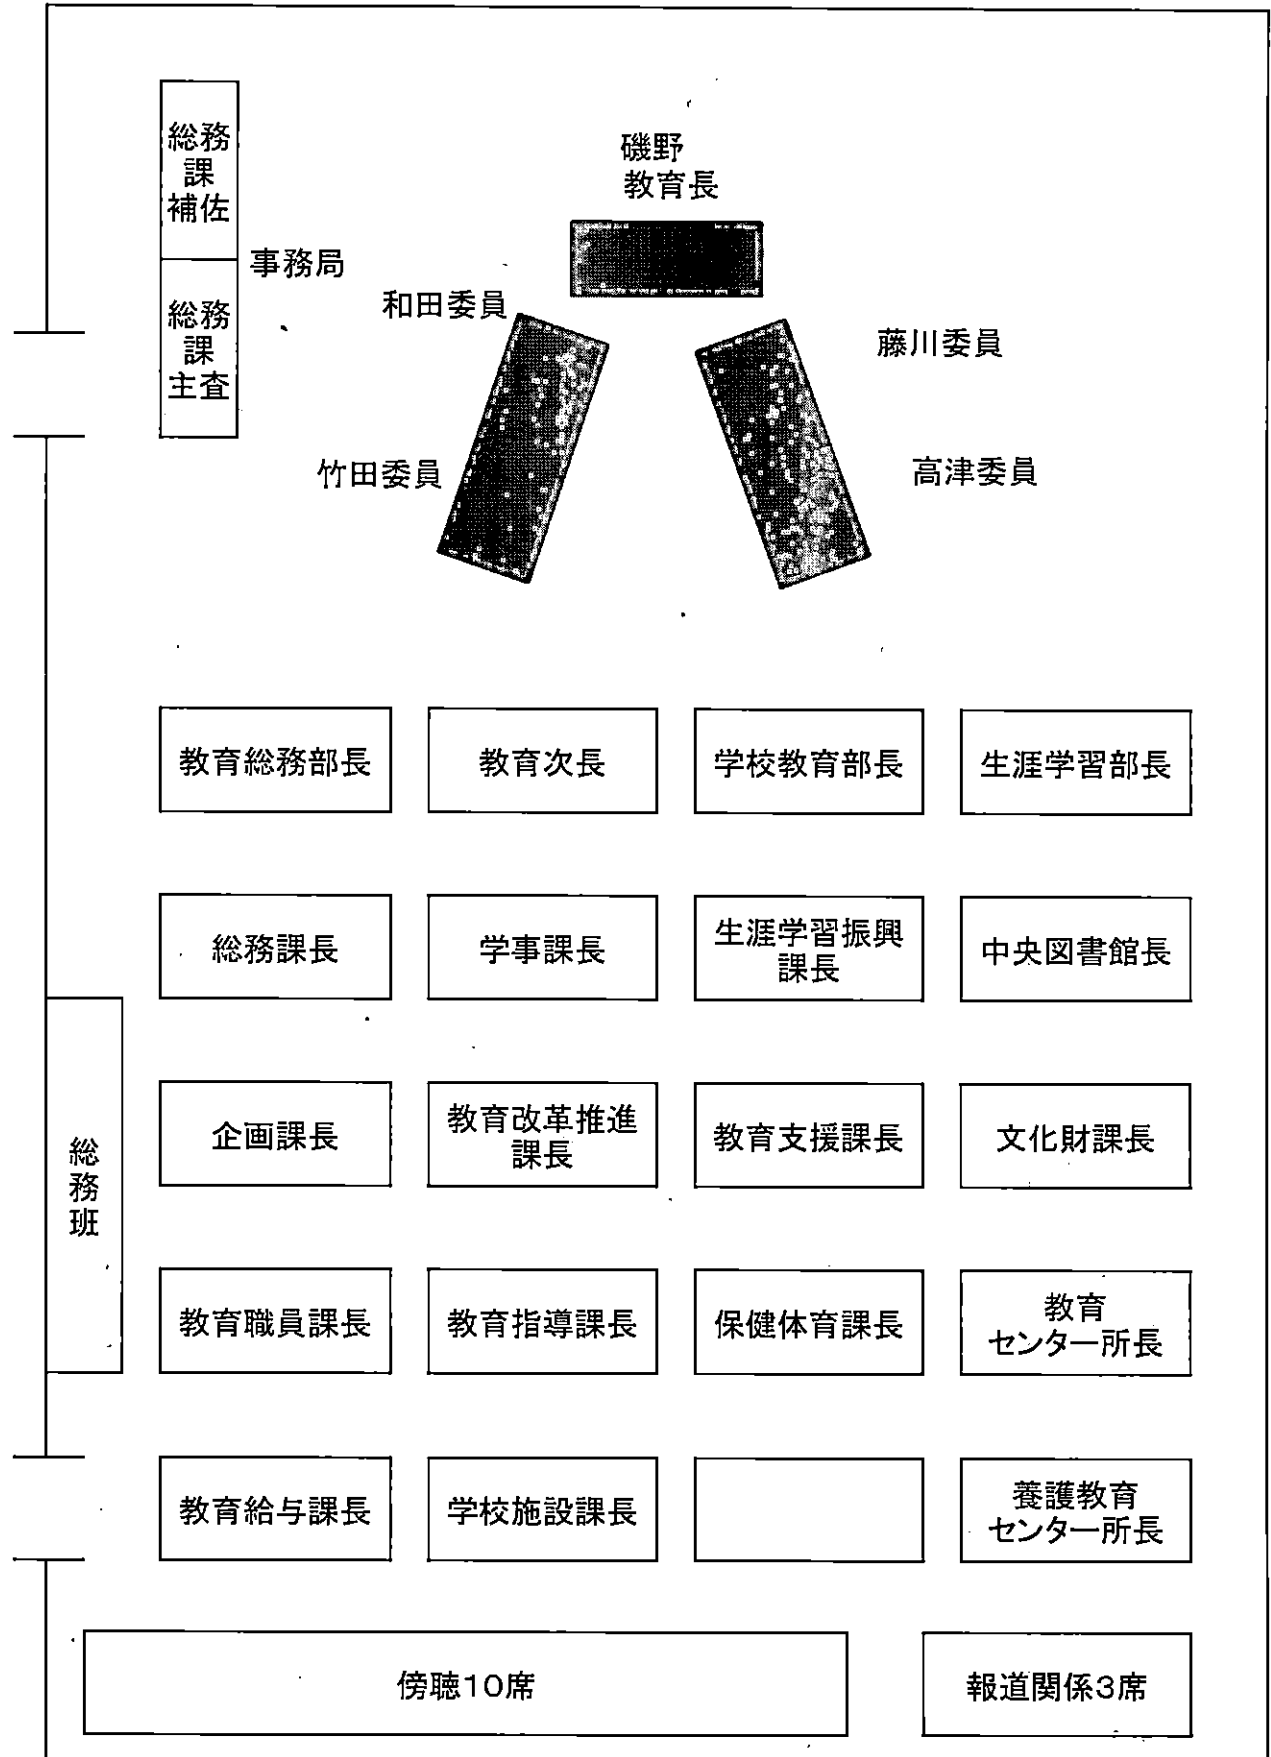 総務
課
補佐
総務
課
主査
事務局
磯野
教育長
和田委員
藤川委員
竹田委員
高津委員
教育総務部長
教育次長
学校教育部長
生涯学習部長
総務課長
学事課長
生涯学習振興
課長
中央図書館長
総務班
企画課長
教育改革推進
課長
教育支援課長
文化財課長
教育職員課長
教育指導課長
保健体育課長
教育
センター所長
教育給与課長
学校施設課長
養護教育
センター所長
傍聴10席
報道関係3席